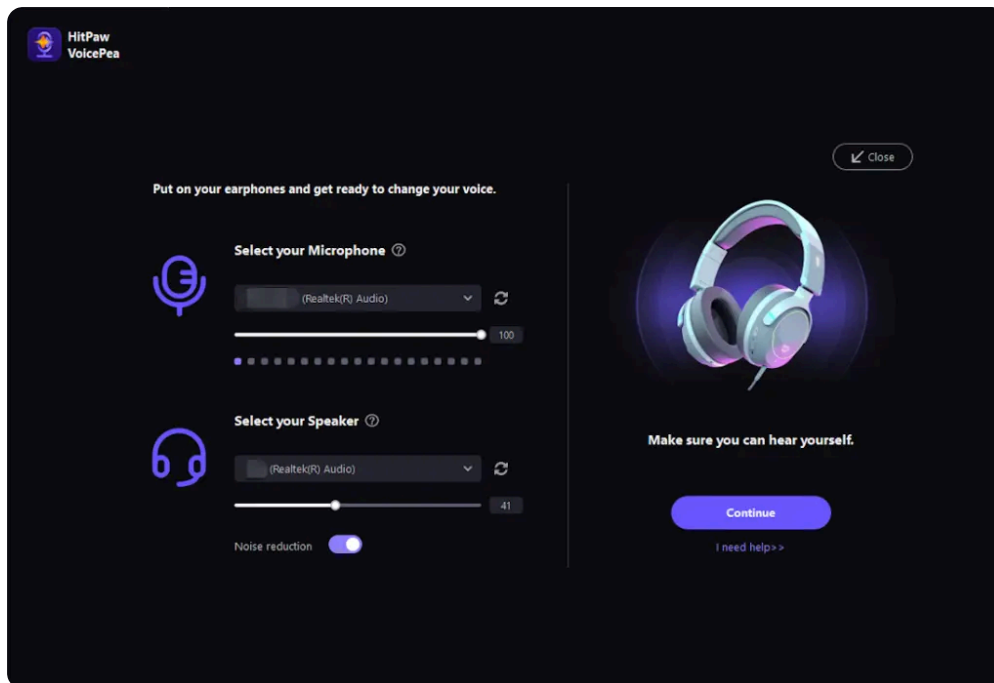 HitPaw
VoicePea
Close
Put on your earphones and get ready to change your voice.
Select your Microphone ?
(Realtek(R) Audio)
100
Select your Speaker ?
(Realtek(R) Audio)
41
Noise reduction
Make sure you can hear yourself.
Continue
I need help>>